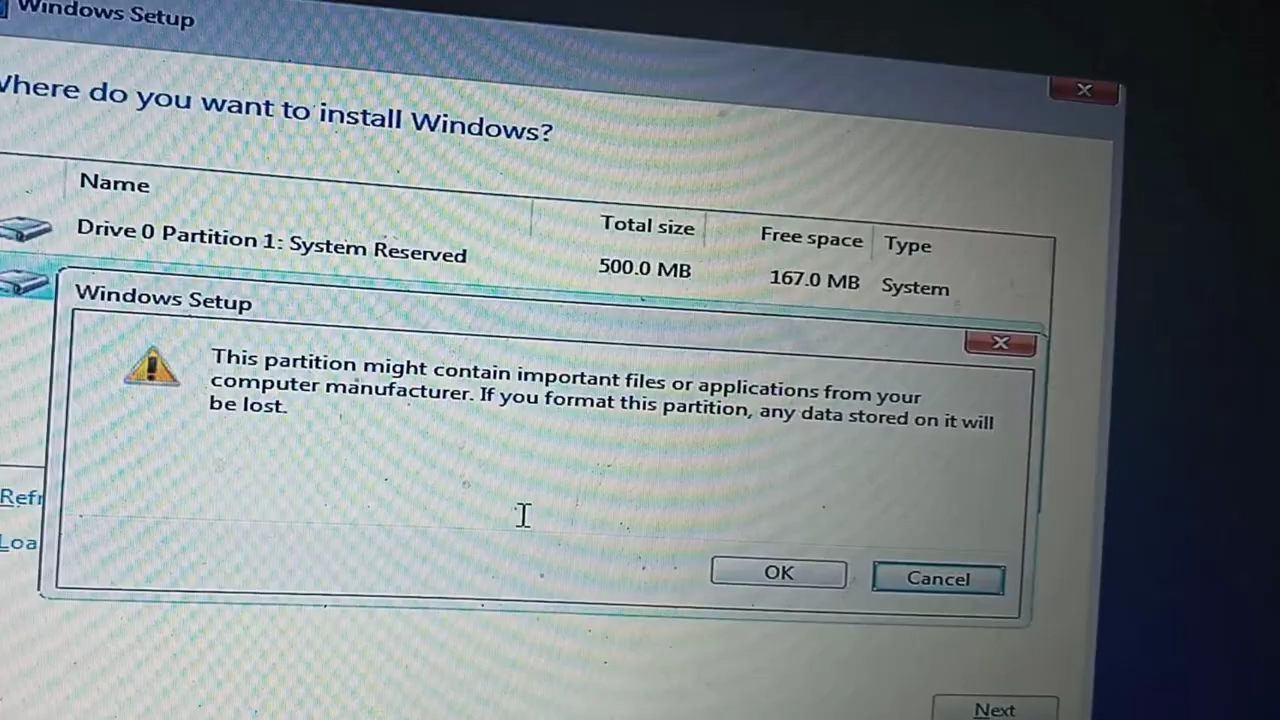 Windows Setup
Where do you want to install Windows?
Name Total size Free space Type
Drive 0 Partition 1: System Reserved 500.0 MB 167.0 MB System
Windows Setup
This partition might contain important files or applications from your
computer manufacturer. If you format this partition, any data stored on it will
be lost.
Refr
Loa
OK Cancel
Next